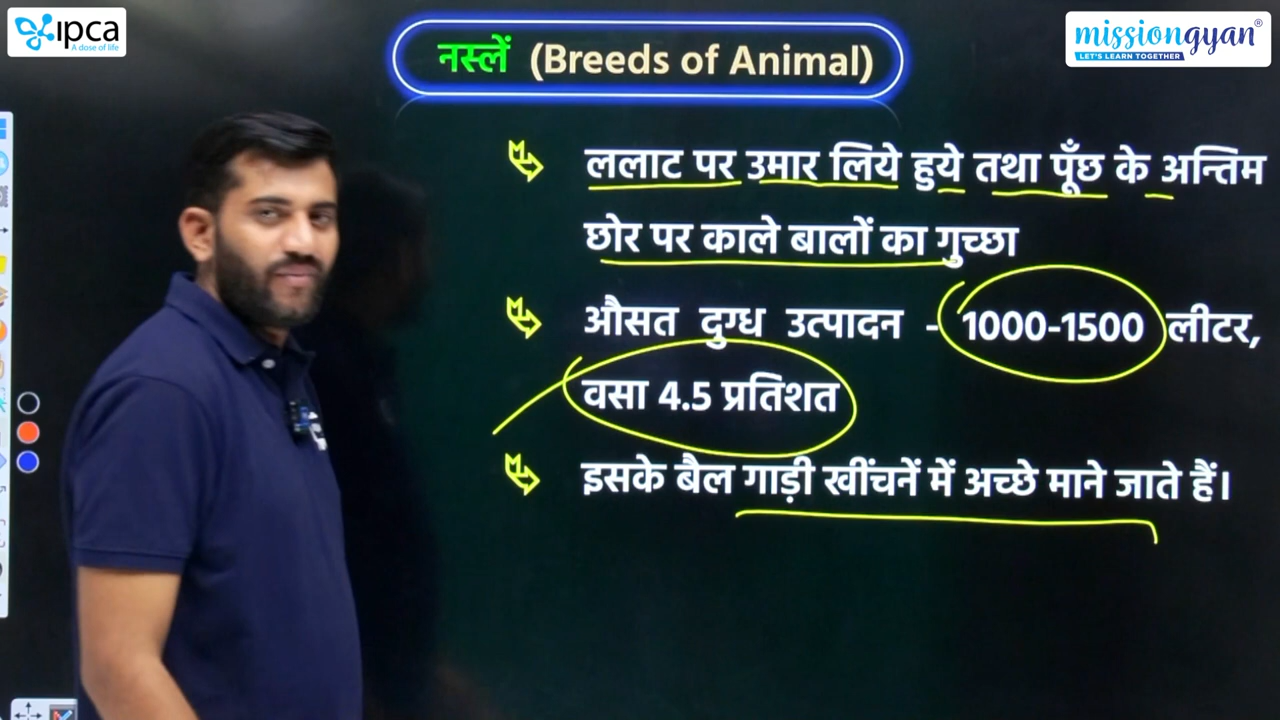 ipca
A dose of life
नस्लें (Breeds of Animal)
missiongyan®
LET'S LEARN TOGETHER
ललाट पर उमार लिये हुये तथा पूँछ के अन्तिम
छोर पर काले बालों का गुच्छा
औसत दुग्ध उत्पादन - 1000-1500 लीटर,
वसा 4.5 प्रतिशत
इसके बैल गाड़ी खींचनें में अच्छे माने जाते हैं।